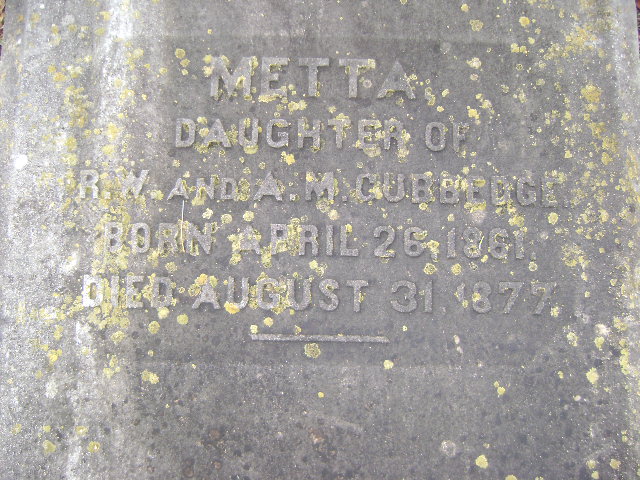 METTA,
DAUGHTER OF
R. W. AND A. M. CUBBEDGE.
BORN APRIL 26, 1861,
DIED AUGUST 31, 1877.